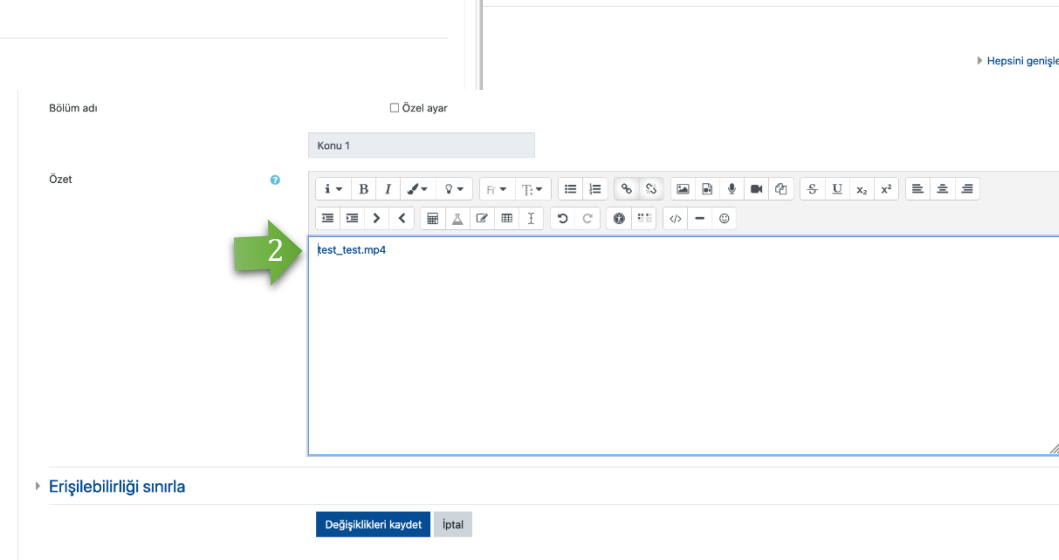 Hepsini genişle
Bölüm adı
Özel ayar
Konu 1
Özet
2
test_test.mp4
Erişilebilirliği sınırla
Değişiklikleri kaydet
İptal